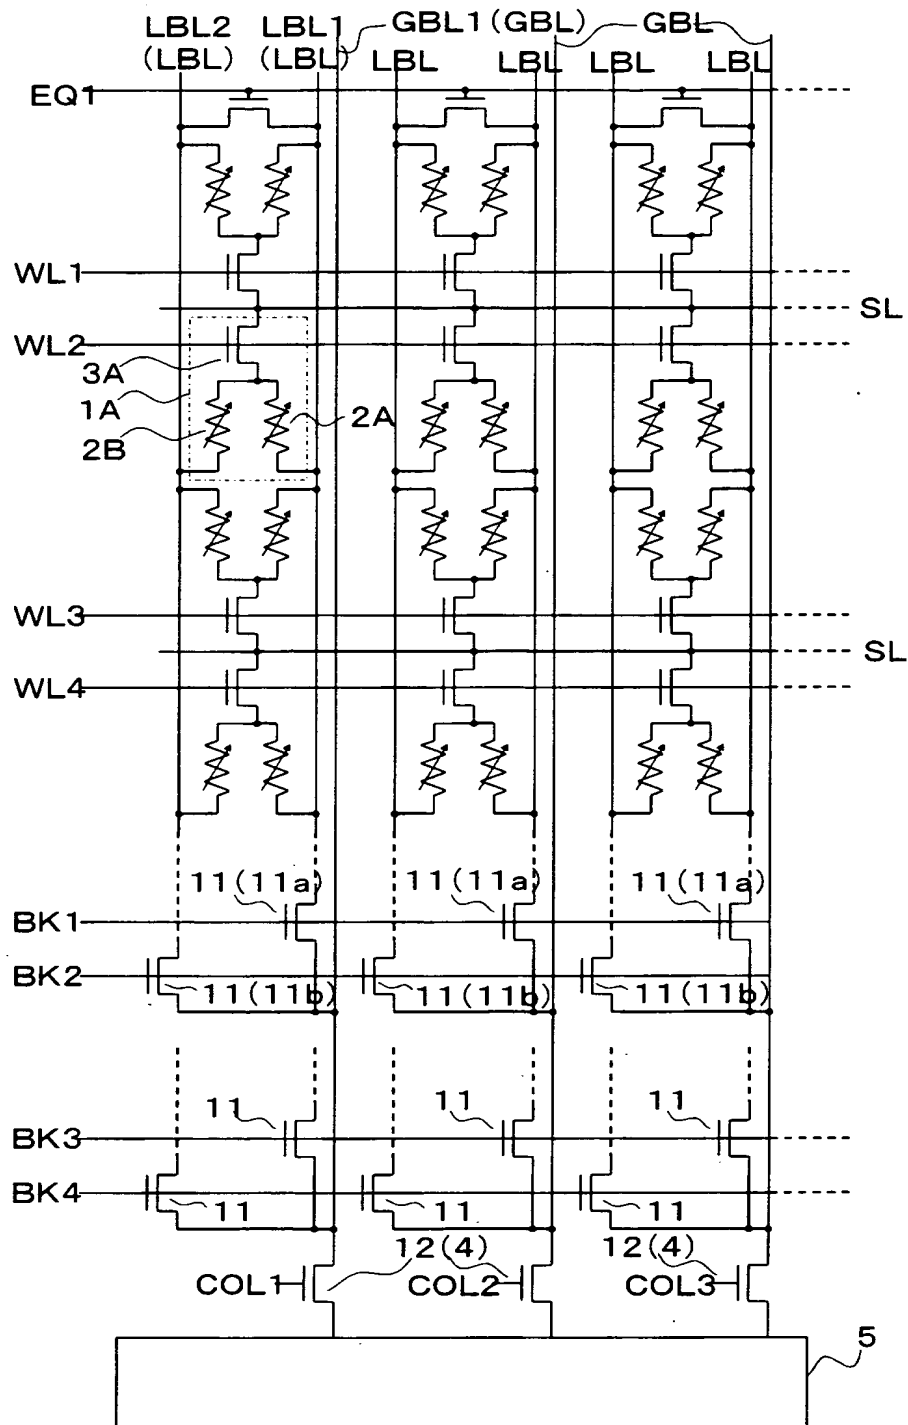 LBL2 LBL1 GBL1 (GBL) GBL
(LBL) (LBL) LBL LBL LBL LBL
EQ1
WL1
SL
WL2
3A
1A
2A
2B
WL3
SL
WL4
11(11a) 11(11a) 11(11a)
BK1
BK2
11(11b) 11(11b) 11(11b)
11 11 11
BK3
BK4
11 11 11
12(4) 12(4)
COL1 COL2 COL3
5